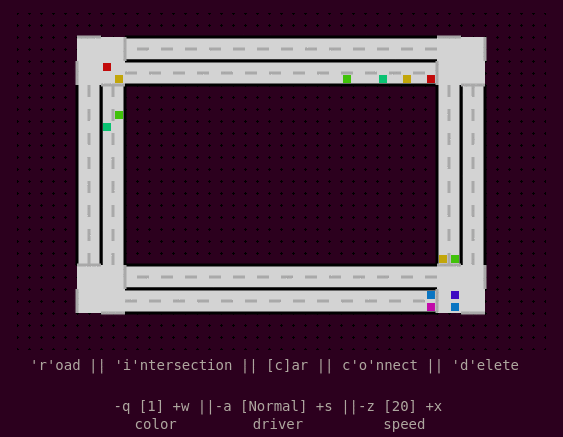 'r'oad || 'i'ntersection || [c]ar || c'o'nnect || 'd'elete
-q [1] +w ||-a [Normal] +s ||-z [20] +x
color driver speed